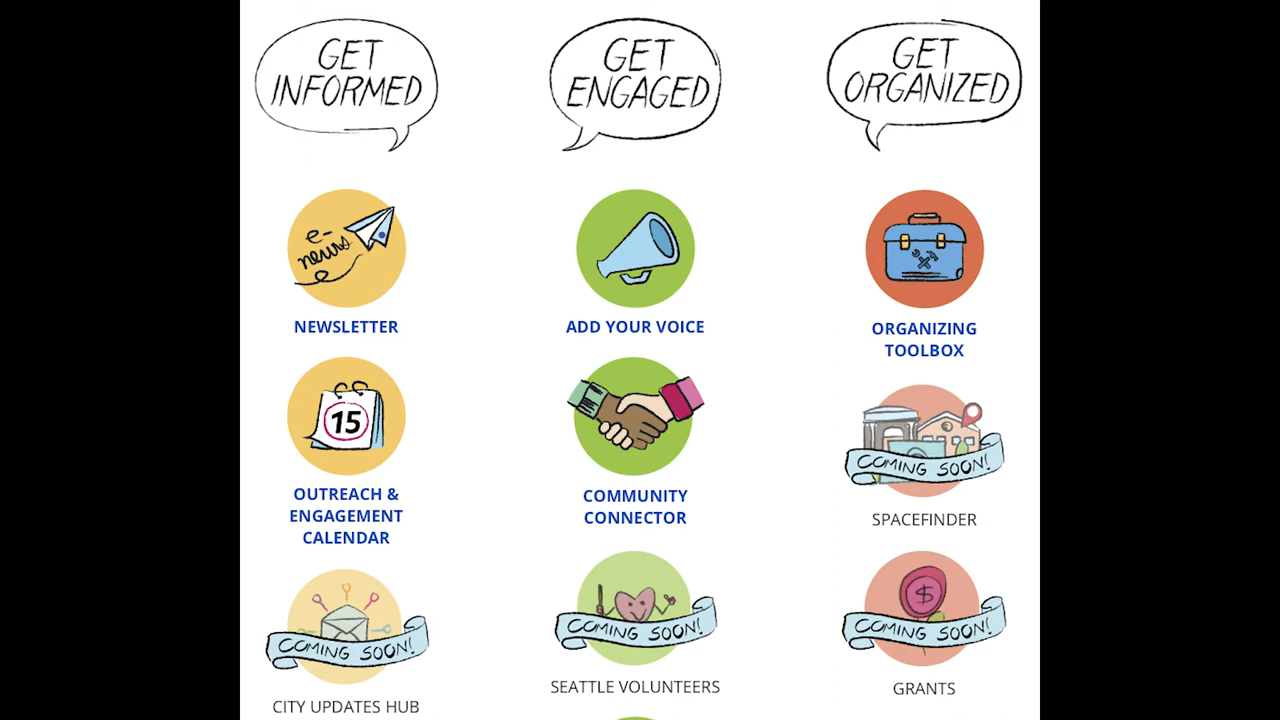 GET
INFORMED
GET
ENGAGED
GET
ORGANIZED
e-
news
NEWSLETTER
ADD YOUR VOICE
ORGANIZING
TOOLBOX
15
OUTREACH &
ENGAGEMENT
CALENDAR
COMMUNITY
CONNECTOR
COMING SOON!
SPACEFINDER
COMING SOON!
CITY UPDATES HUB
COMING SOON!
SEATTLE VOLUNTEERS
$
COMING SOON!
GRANTS